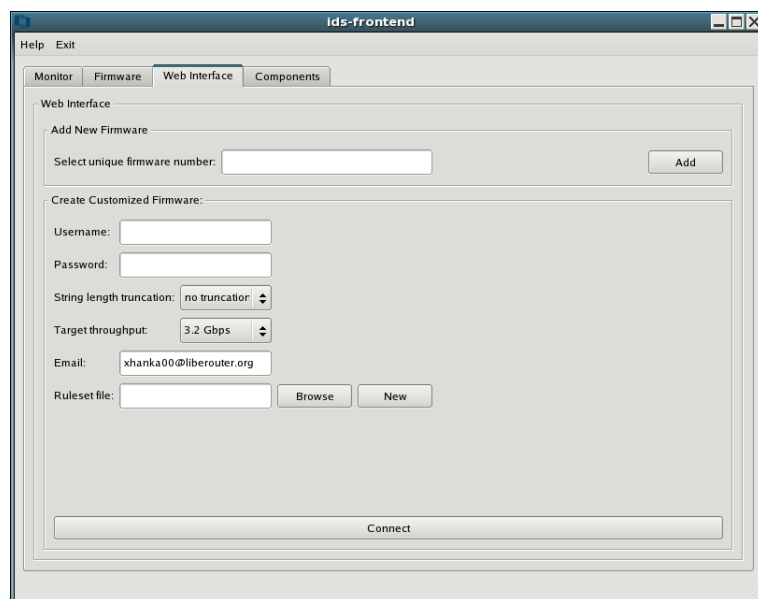 ids-frontend
Help Exit
Monitor Firmware Web Interface Components
Web Interface
Add New Firmware
Select unique firmware number: Add
Create Customized Firmware:
Username:
Password:
String length truncation: no truncation
Target throughput: 3.2 Gbps
Email: xhanka00@liberouter.org
Ruleset file: Browse New
Connect